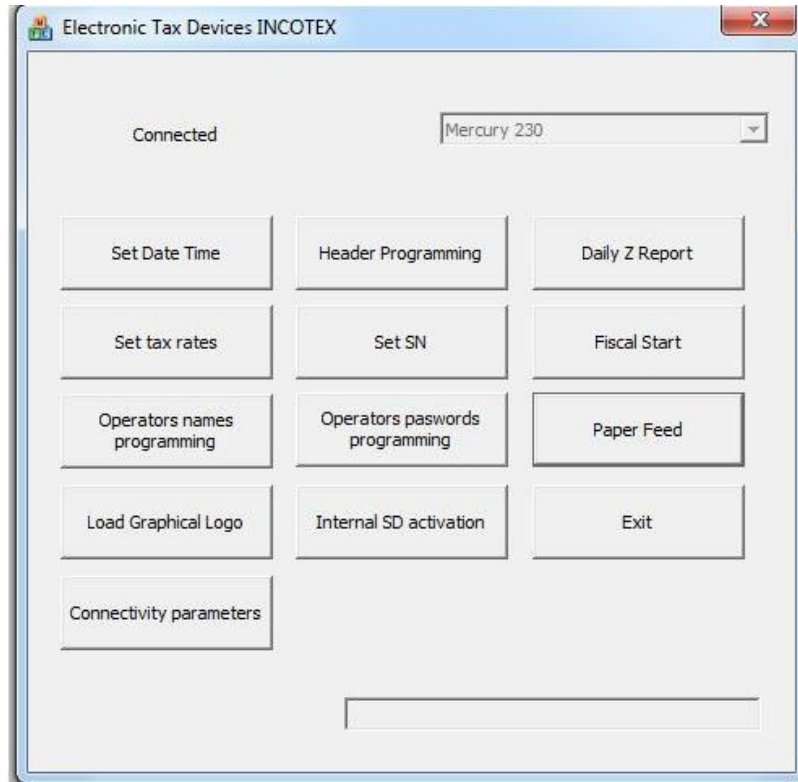 Electronic Tax Devices INCOTEX
Connected
Mercury 230
Set Date Time
Header Programming
Daily Z Report
Set tax rates
Set SN
Fiscal Start
Operators names
programming
Operators paswords
programming
Paper Feed
Load Graphical Logo
Internal SD activation
Exit
Connectivity parameters